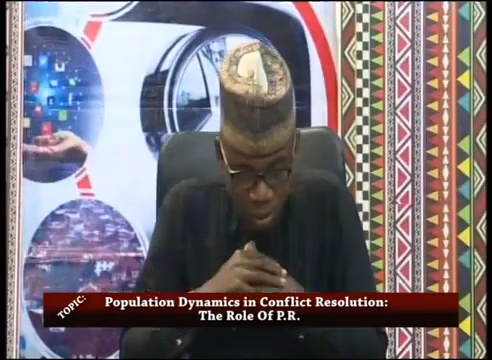 TOPIC:
Population Dynamics in Conflict Resolution:
The Role Of P.R.